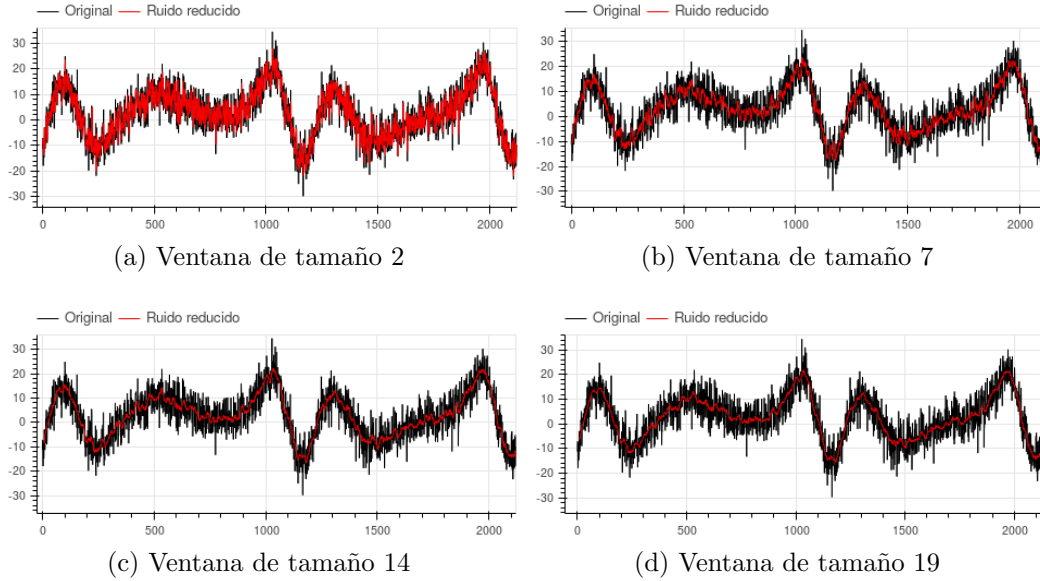 Original Ruido reducido
30
20
10
0
-10
-20
-30
0 500 1000 1500 2000
(a) Ventana de tamaño 2
Original Ruido reducido
30
20
10
0
-10
-20
-30
0 500 1000 1500 2000
(b) Ventana de tamaño 7
Original Ruido reducido
30
20
10
0
-10
-20
-30
0 500 1000 1500 2000
(c) Ventana de tamaño 14
Original Ruido reducido
30
20
10
0
-10
-20
-30
0 500 1000 1500 2000
(d) Ventana de tamaño 19